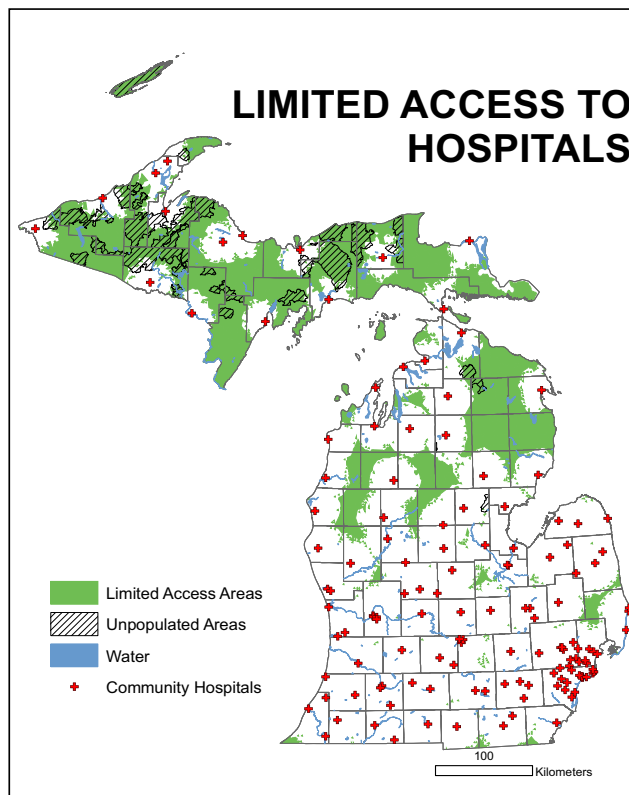 LIMITED ACCESS TO
HOSPITALS
Limited Access Areas
Unpopulated Areas
Water
Community Hospitals
100
Kilometers